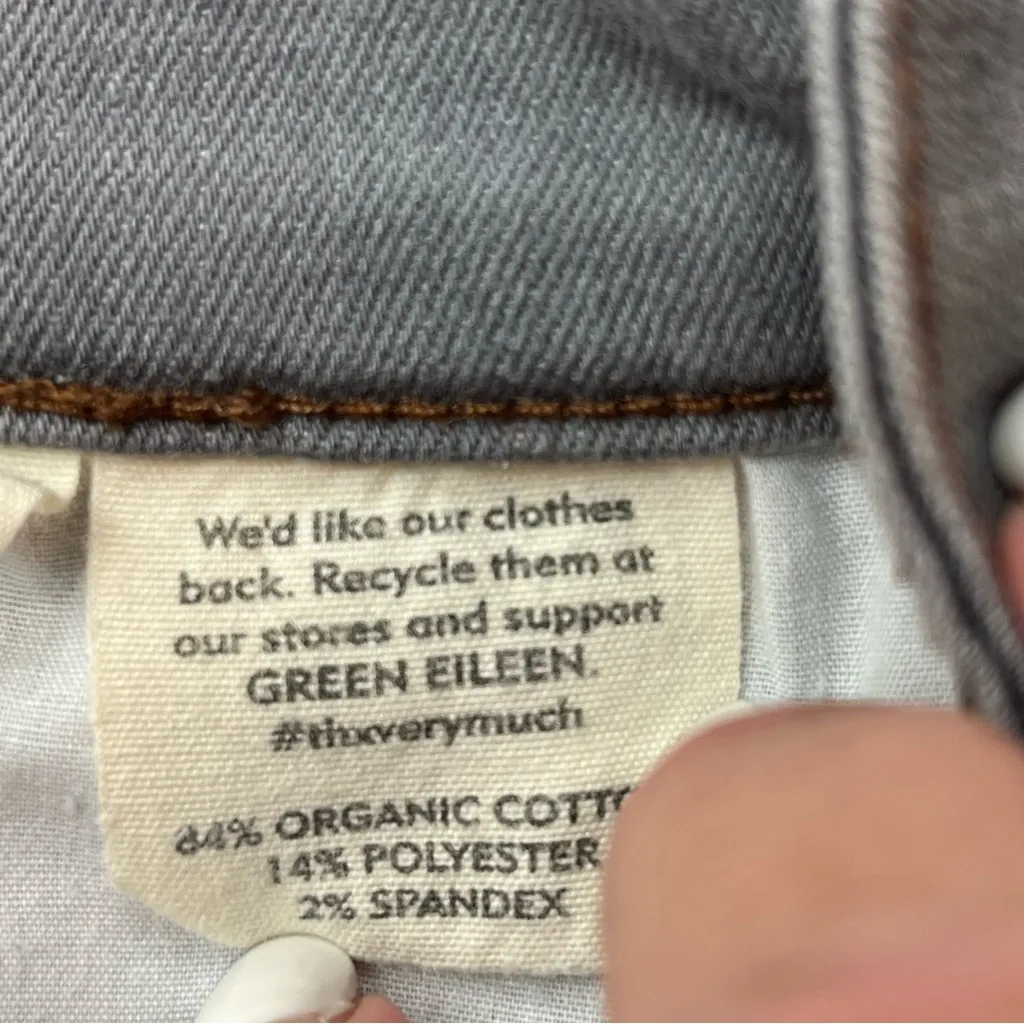 We'd like our clothes
back. Recycle them at
our stores and support
GREEN EILEEN.
#thxverymuch
84% ORGANIC COTT
14% POLYESTER
2% SPANDEX